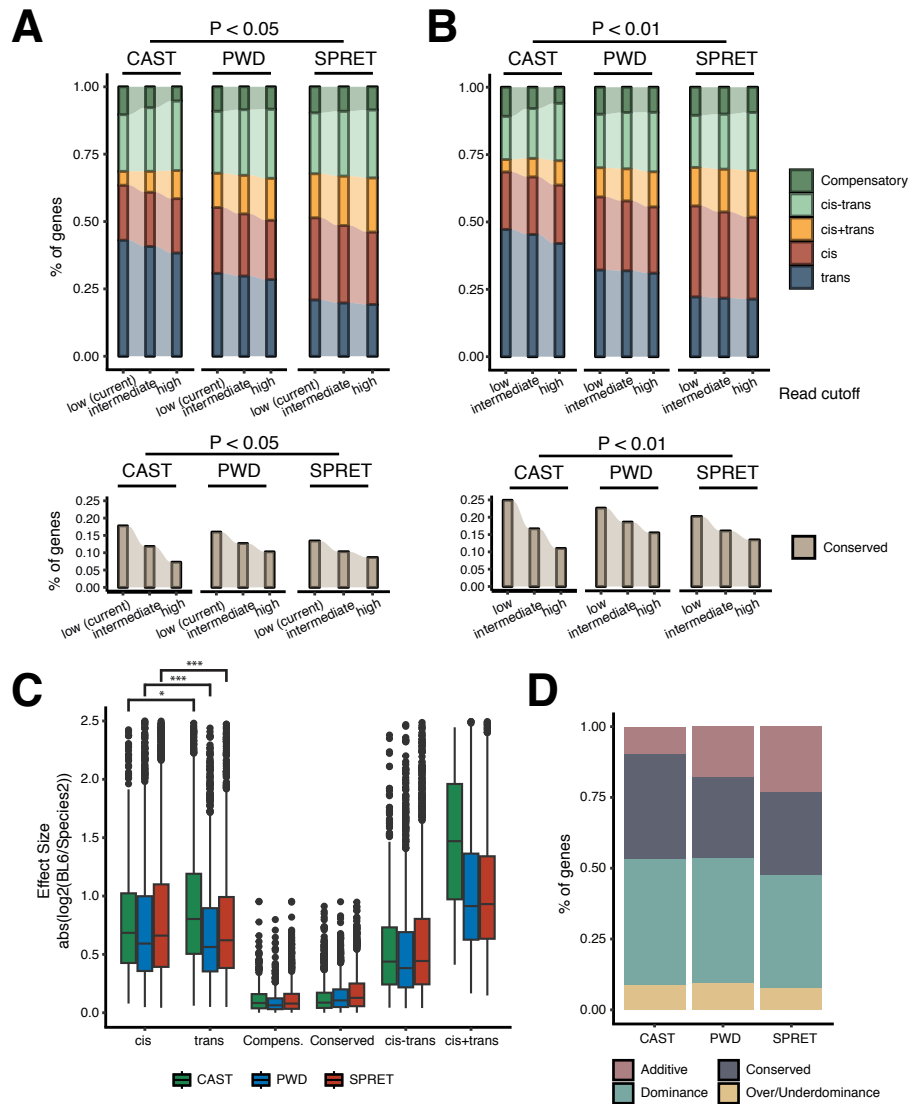 A
P < 0.05
CAST PWD SPRET
% of genes
1.00
0.75
0.50
0.25
0.00
low (current) intermediate high low (current) intermediate high low (current) intermediate high
B
P < 0.01
CAST PWD SPRET
1.00
0.75
0.50
0.25
0.00
low intermediate high low intermediate high low intermediate high
Compensatory
cis-trans
cis+trans
cis
trans
Read cutoff
P < 0.05
CAST PWD SPRET
% of genes
0.25
0.20
0.15
0.10
0.05
0.00
low (current) intermediate high low (current) intermediate high low (current) intermediate high
P < 0.01
CAST PWD SPRET
0.25
0.20
0.15
0.10
0.05
0.00
low intermediate high low intermediate high low intermediate high
Conserved
C
***
***
*
Effect Size
abs(log2(BL6/Species2))
2.5
2.0
1.5
1.0
0.5
0.0
cis trans Compens. Conserved cis-trans cis+trans
CAST PWD SPRET
D
% of genes
1.00
0.75
0.50
0.25
0.00
CAST PWD SPRET
Additive Conserved
Dominance Over/Underdominance